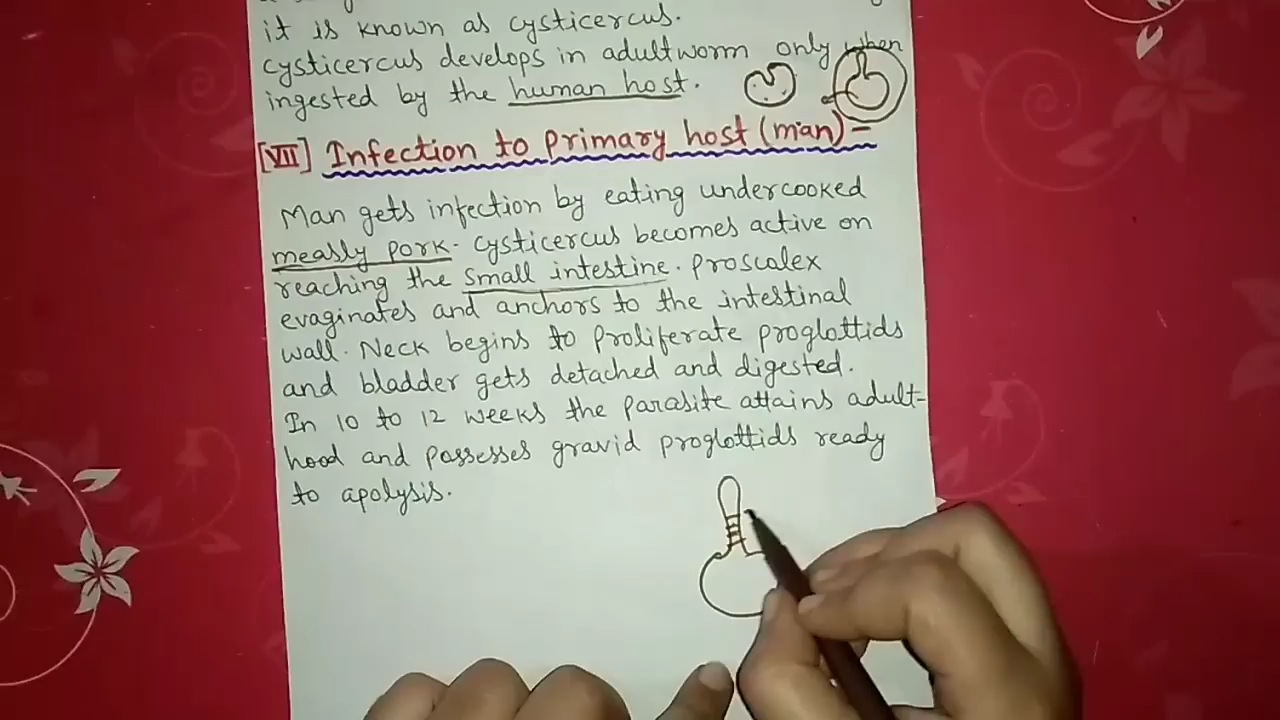 it is known as cysticercus.
cysticercus develops in adultworm only when
ingested by the human host.
[VII] Infection to primary host (man) -
Man gets infection by eating undercooked
measly pork. cysticercus becomes active on
reaching the small intestine. proscolex
evaginates and anchors to the intestinal
wall. Neck begins to proliferate proglottids
and bladder gets detached and digested.
In 10 to 12 weeks the parasite attains adult-
hood and possesses gravid proglottids ready
to apolysis.